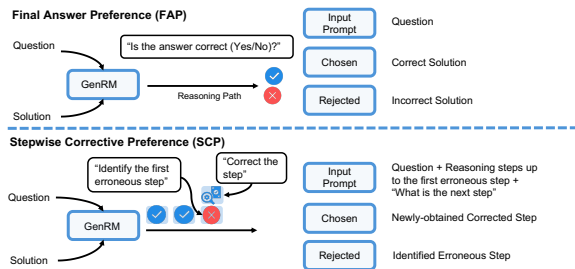 Final Answer Preference (FAP)
Question
"Is the answer correct (Yes/No)?"
GenRM
Reasoning Path
Solution
Input
Prompt
Question
Chosen
Correct Solution
Rejected
Incorrect Solution
Stepwise Corrective Preference (SCP)
"Identify the first
erroneous step"
"Correct the
step"
Question
GenRM
Solution
Input
Prompt
Question + Reasoning steps up
to the first erroneous step +
"What is the next step"
Chosen
Newly-obtained Corrected Step
Rejected
Identified Erroneous Step